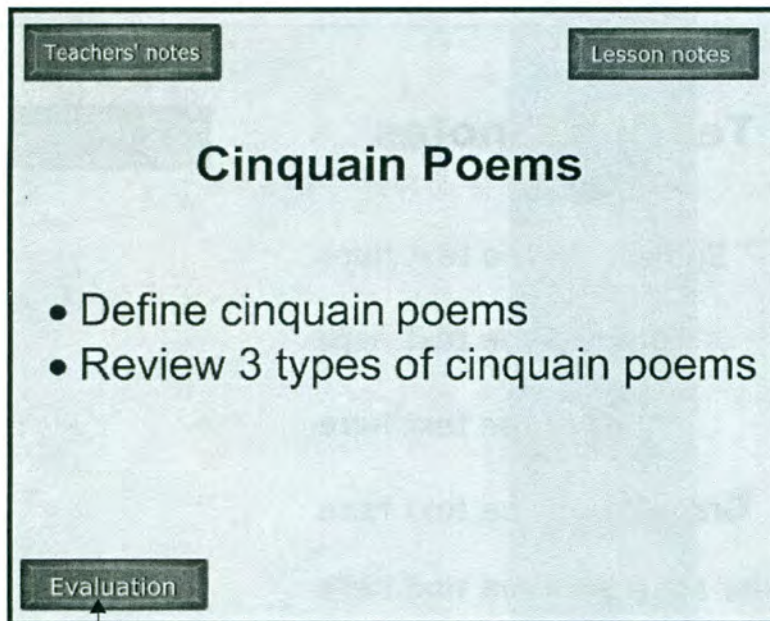 Teachers' notes
Lesson notes
Cinquain Poems
• Define cinquain poems
• Review 3 types of cinquain poems
Evaluation